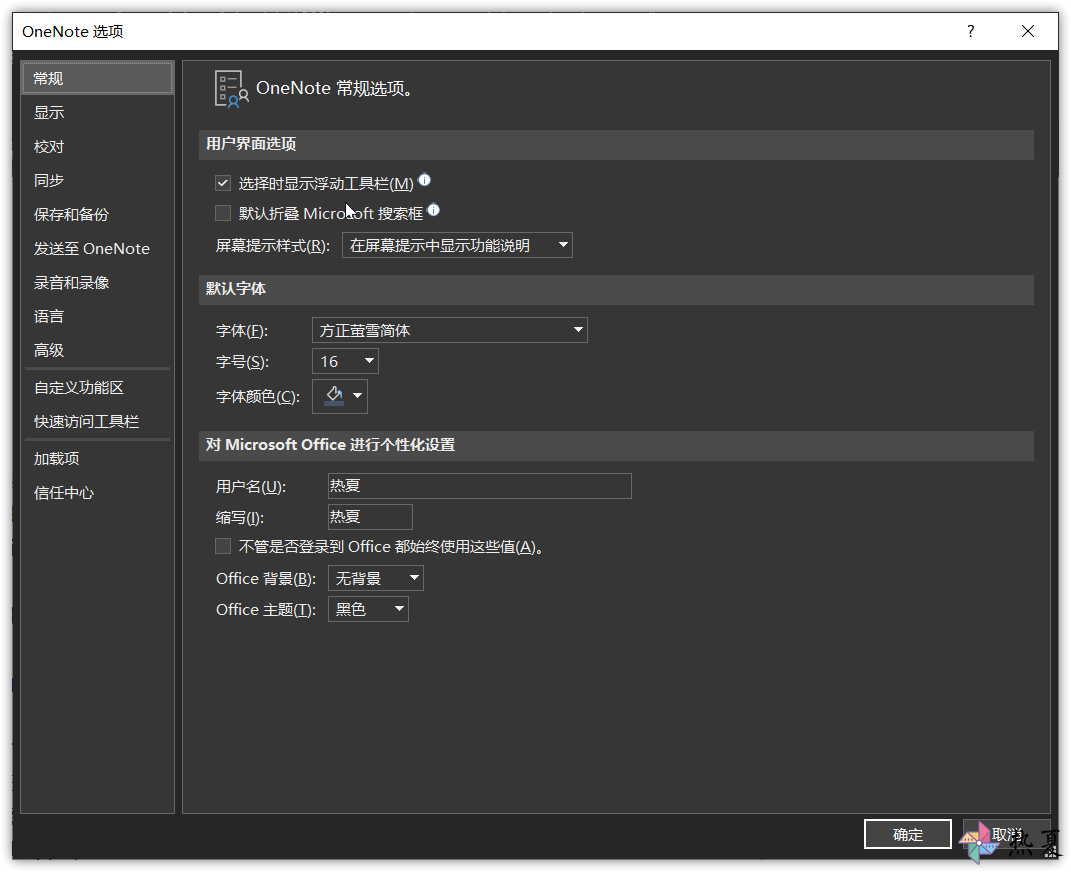 OneNote 选项
?
常规
显示
校对
同步
保存和备份
发送至 OneNote
录音和录像
语言
高级
自定义功能区
快速访问工具栏
加载项
信任中心
OneNote 常规选项。
用户界面选项
选择时显示浮动工具栏(M)
默认折叠 Microsoft 搜索框
屏幕提示样式(R): 在屏幕提示中显示功能说明
默认字体
字体(F): 方正萤雪简体
字号(S): 16
字体颜色(C):
对 Microsoft Office 进行个性化设置
用户名(U): 热夏
缩写(I): 热夏
不管是否登录到 Office 都始终使用这些值(A)。
Office 背景(B): 无背景
Office 主题(T): 黑色
确定
取消
热夏